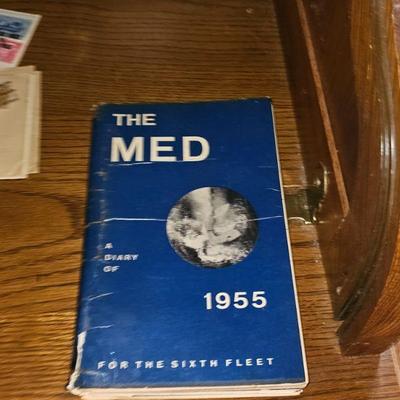 THE
MED
A
DIARY
OF
1955
FOR THE SIXTH FLEET